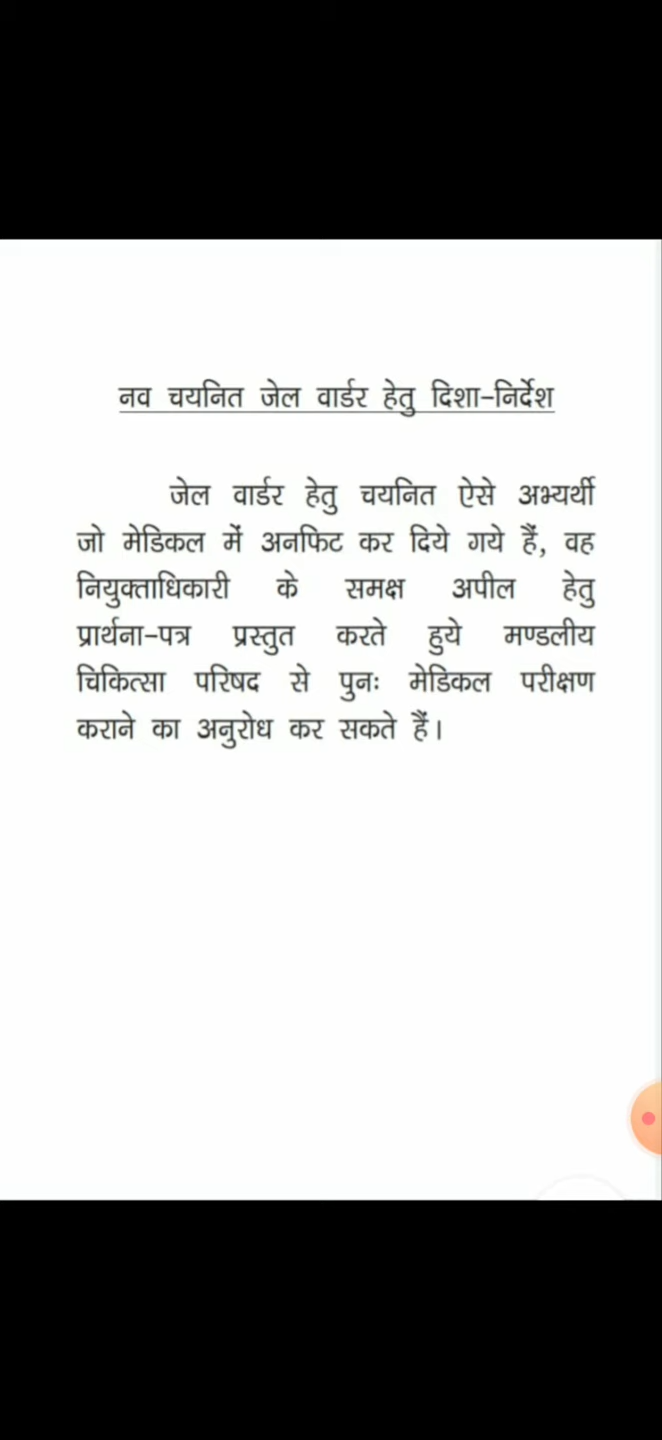 नव चयनित जेल वार्डर हेतु दिशा-निर्देश
जेल वार्डर हेतु चयनित ऐसे अभ्यर्थी
जो मेडिकल में अनफिट कर दिये गये हैं, वह
नियुक्ताधिकारी के समक्ष अपील हेतु
प्रार्थना-पत्र प्रस्तुत करते हुये मण्डलीय
चिकित्सा परिषद से पुनः मेडिकल परीक्षण
कराने का अनुरोध कर सकते हैं।